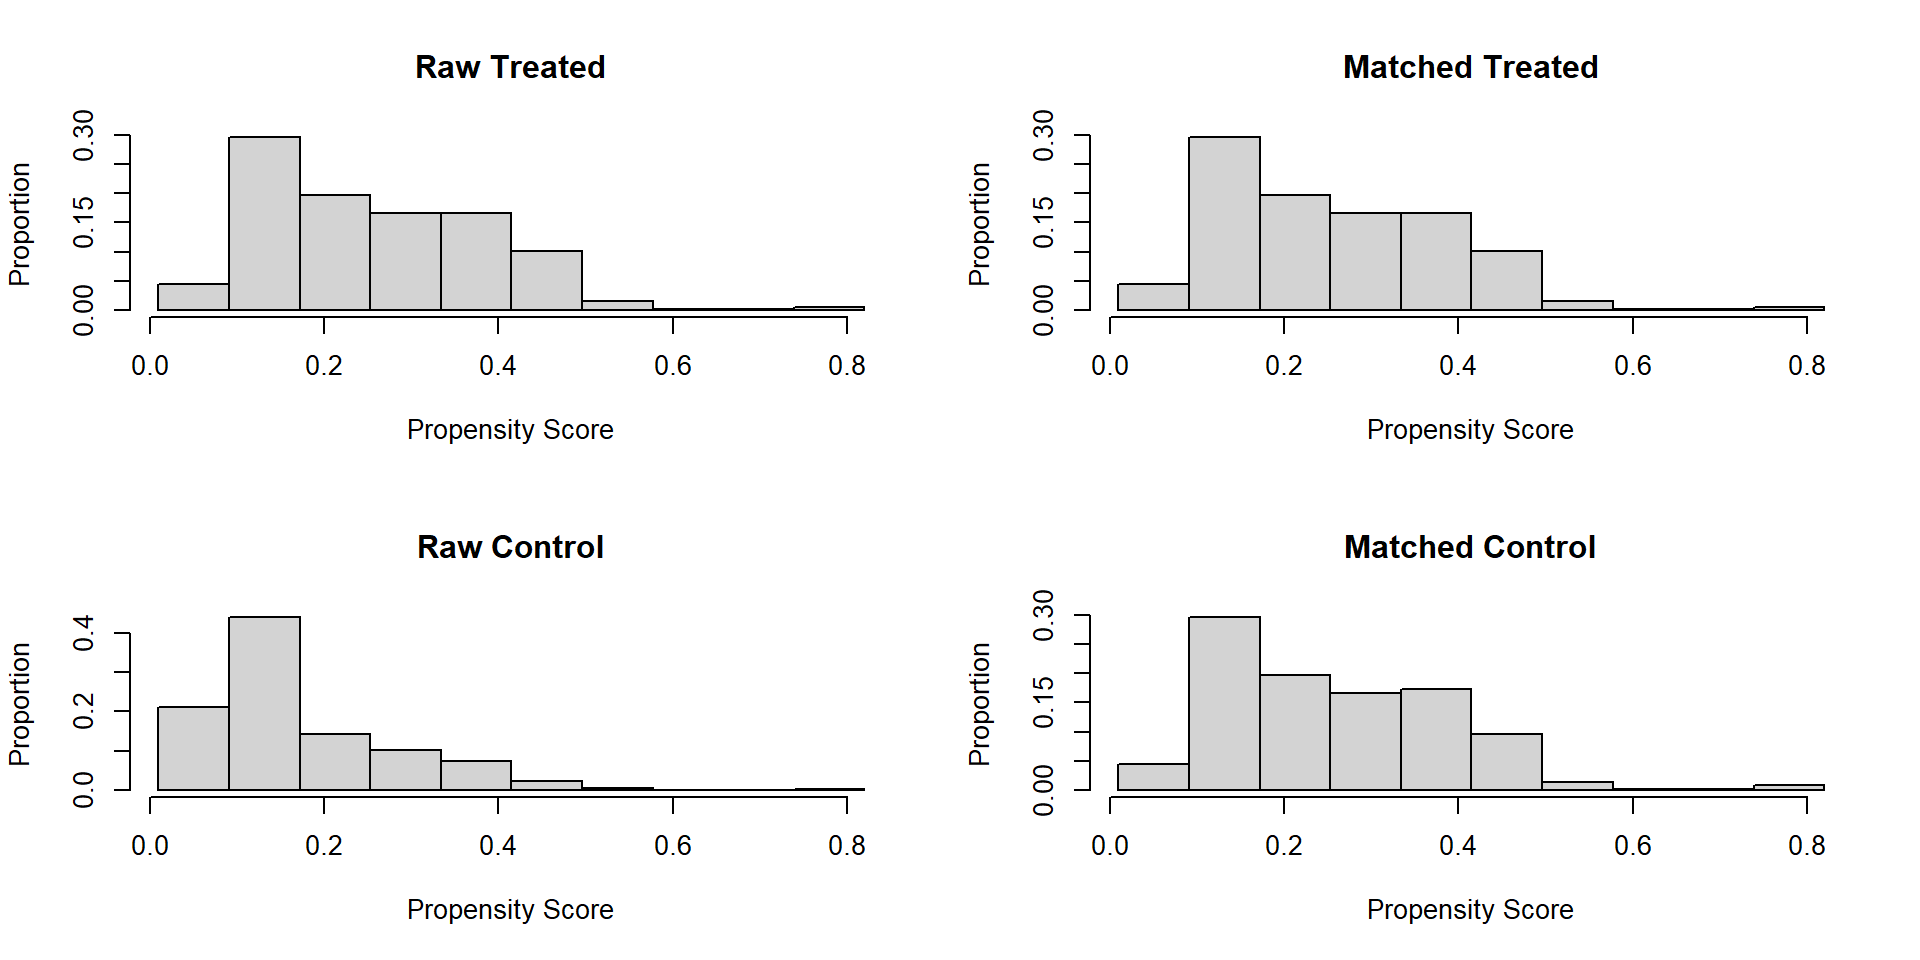 Raw Treated
Proportion
0.00 0.15 0.30
0.0 0.2 0.4 0.6 0.8
Propensity Score
Matched Treated
Proportion
0.00 0.15 0.30
0.0 0.2 0.4 0.6 0.8
Propensity Score
Raw Control
Proportion
0.0 0.2 0.4
0.0 0.2 0.4 0.6 0.8
Propensity Score
Matched Control
Proportion
0.00 0.15 0.30
0.0 0.2 0.4 0.6 0.8
Propensity Score